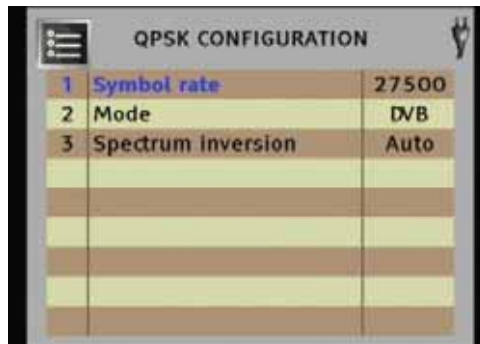 QPSK CONFIGURATION
1 Symbol rate 27500
2 Mode DVB
3 Spectrum inversion Auto